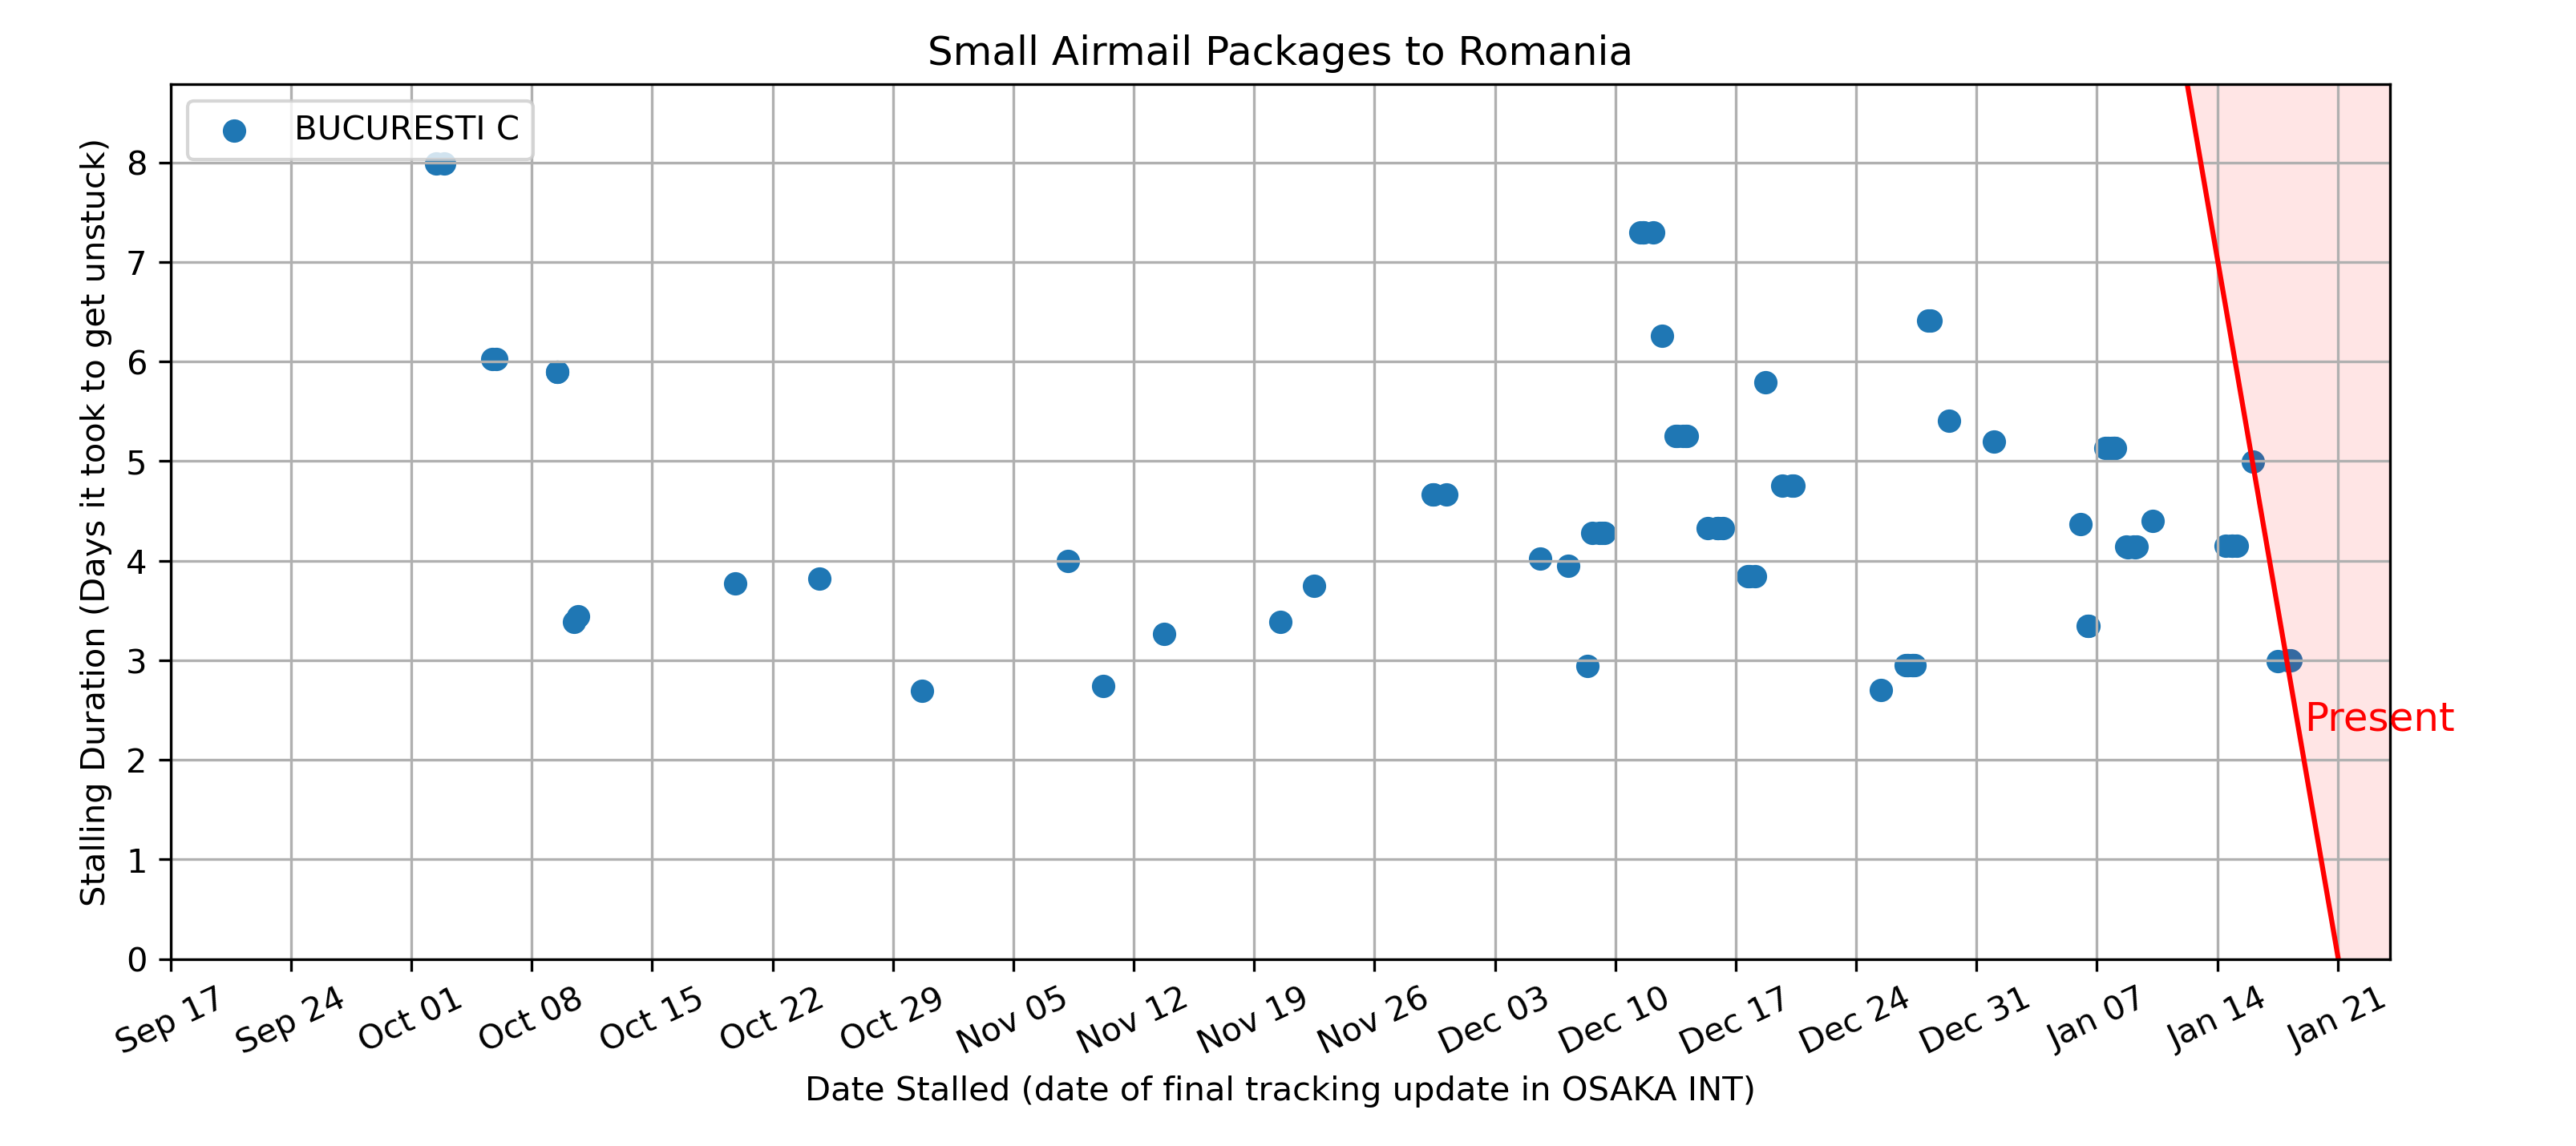 Small Airmail Packages to Romania
BUCURESTI C
Stalling Duration (Days it took to get unstuck)
8
7
6
5
4
3
2
1
0
Present
Sep 17 Sep 24 Oct 01 Oct 08 Oct 15 Oct 22 Oct 29 Nov 05 Nov 12 Nov 19 Nov 26 Dec 03 Dec 10 Dec 17 Dec 24 Dec 31 Jan 07 Jan 14 Jan 21
Date Stalled (date of final tracking update in OSAKA INT)